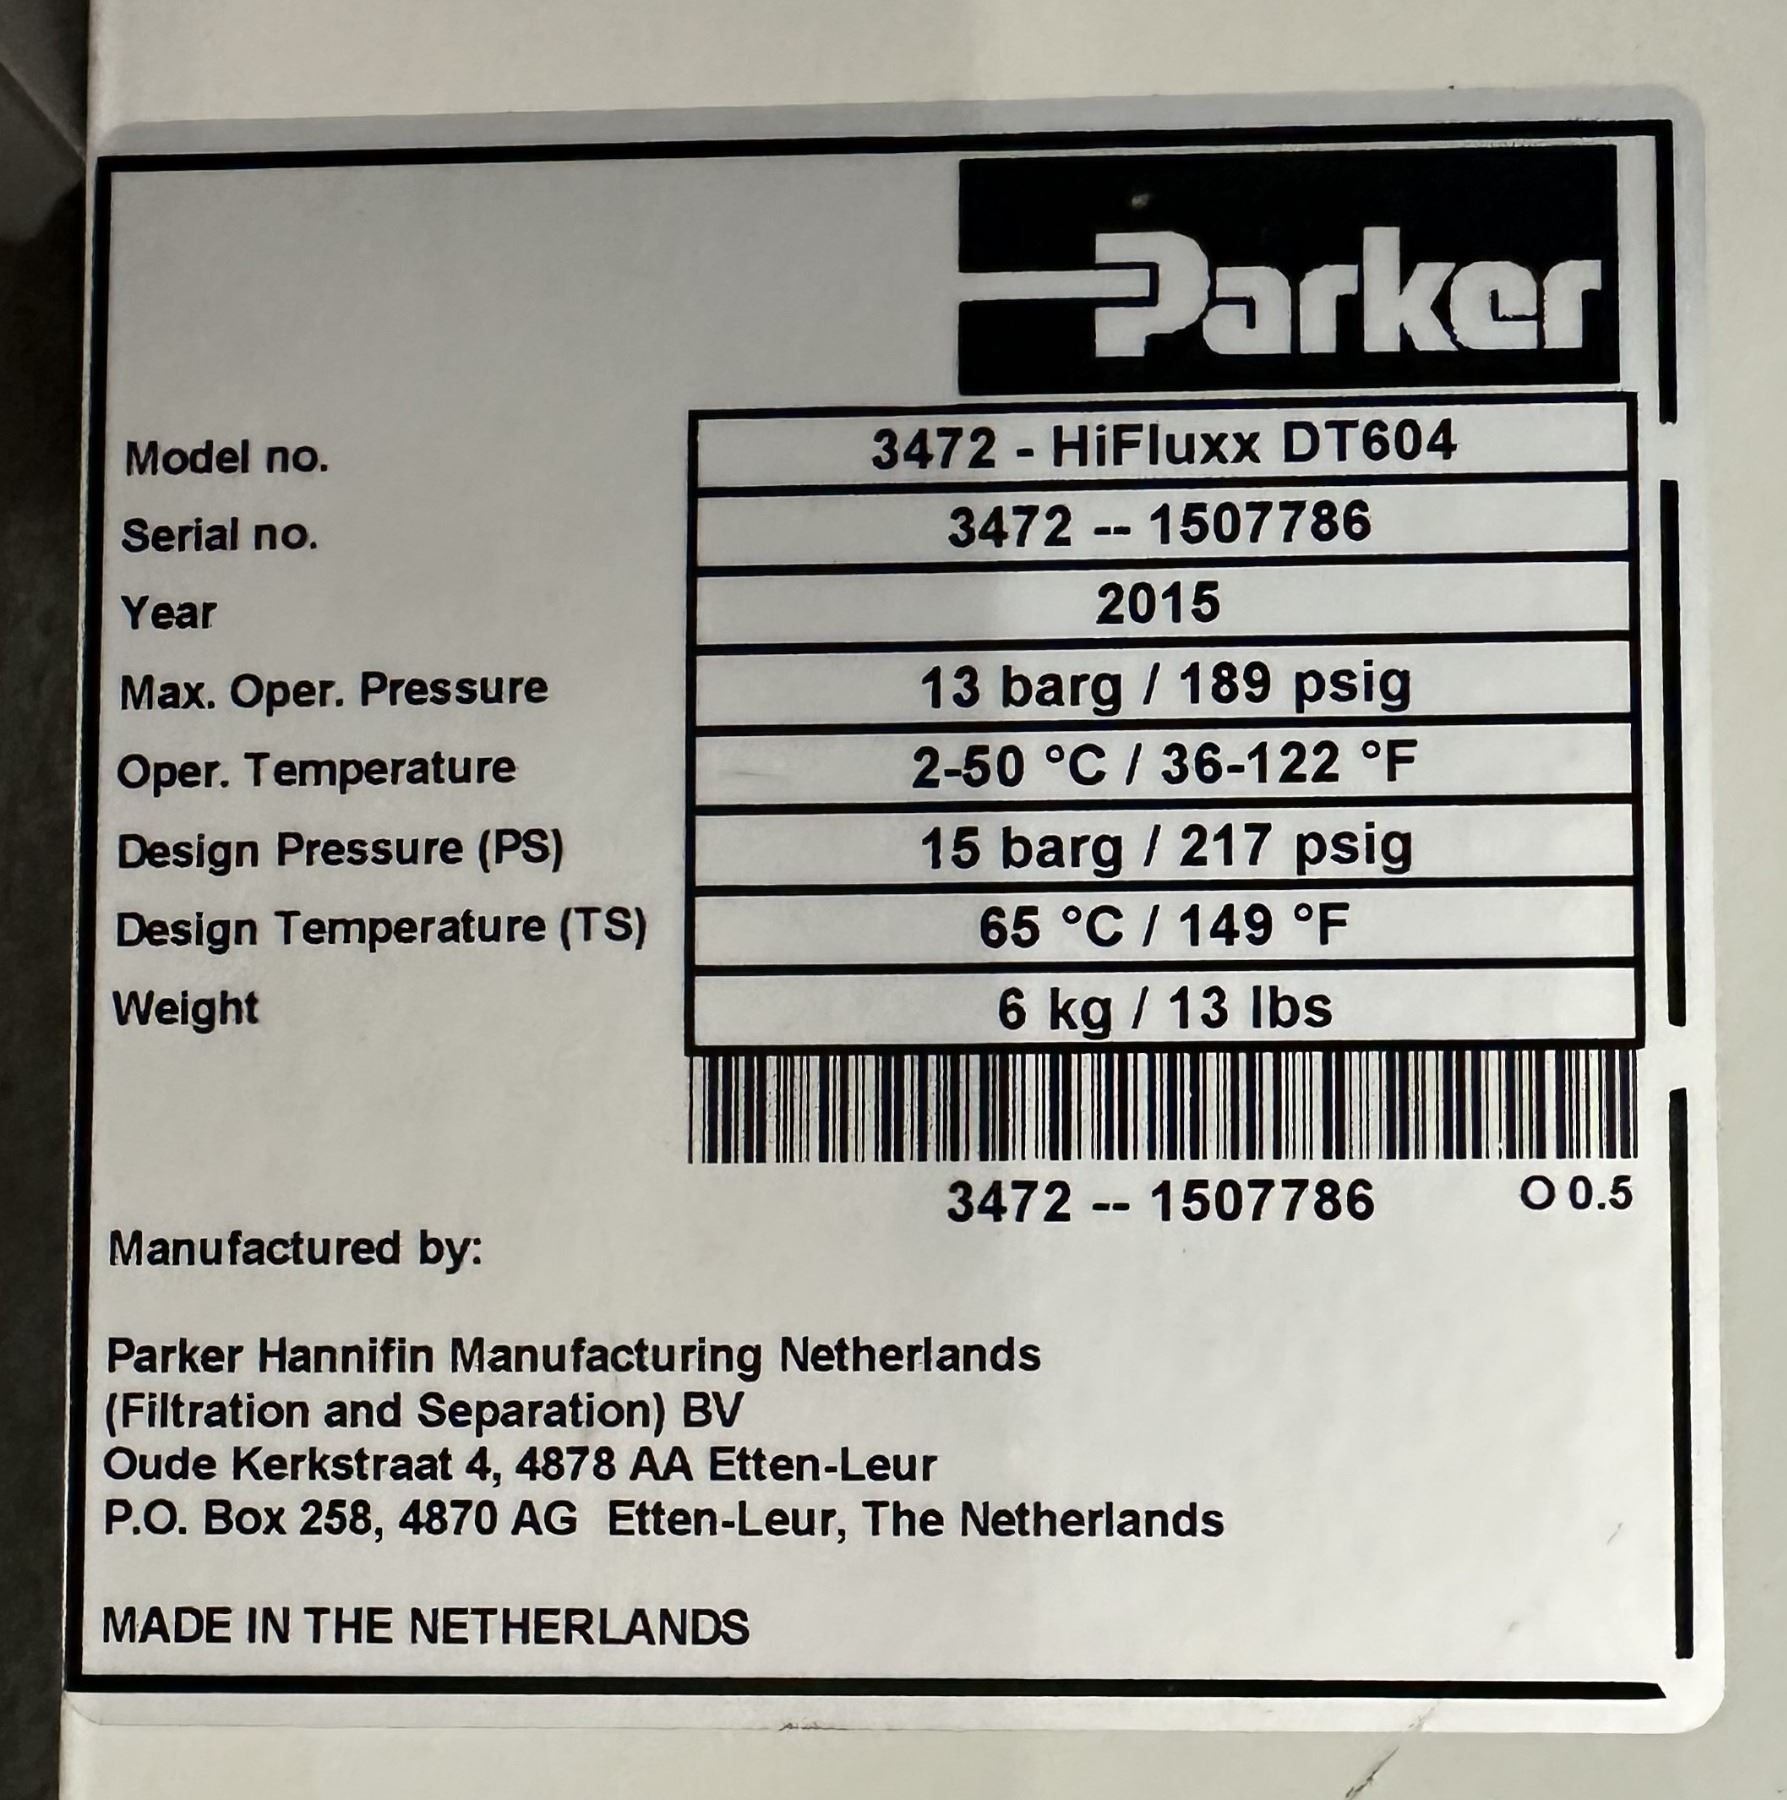 Parker
Model no. 3472 - HiFluxx DT604
Serial no. 3472 -- 1507786
Year 2015
Max. Oper. Pressure 13 barg / 189 psig
Oper. Temperature 2-50 °C / 36-122 °F
Design Pressure (PS) 15 barg / 217 psig
Design Temperature (TS) 65 °C / 149 °F
Weight 6 kg / 13 lbs
3472 -- 1507786 O 0.5
Manufactured by:
Parker Hannifin Manufacturing Netherlands
(Filtration and Separation) BV
Oude Kerkstraat 4, 4878 AA Etten-Leur
P.O. Box 258, 4870 AG Etten-Leur, The Netherlands
MADE IN THE NETHERLANDS